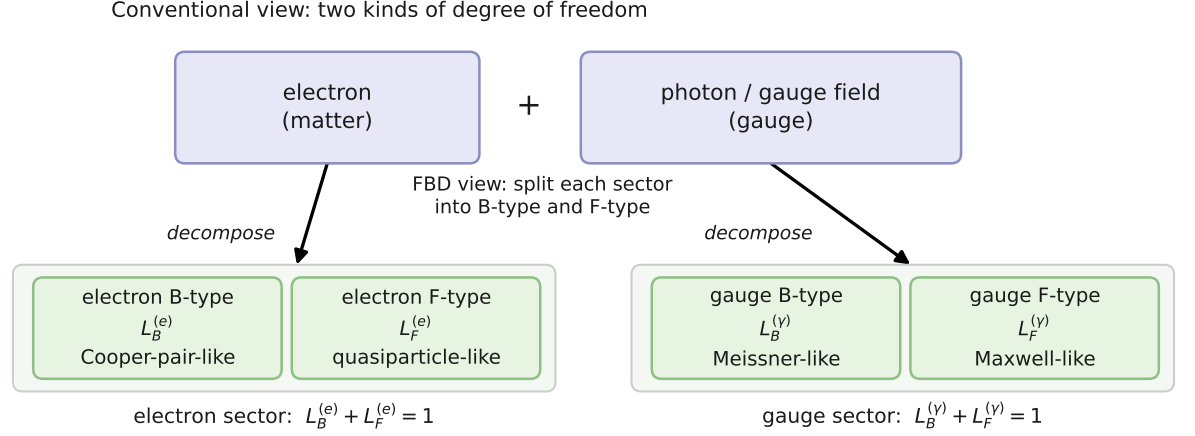 Conventional view: two kinds of degree of freedom
electron
(matter)
+
photon / gauge field
(gauge)
FBD view: split each sector
into B-type and F-type
decompose
decompose
electron B-type
L_B^{(e)}
Cooper-pair-like
electron F-type
L_F^{(e)}
quasiparticle-like
gauge B-type
L_B^{(γ)}
Meissner-like
gauge F-type
L_F^{(γ)}
Maxwell-like
electron sector: L_B^{(e)} + L_F^{(e)} = 1
gauge sector: L_B^{(γ)} + L_F^{(γ)} = 1